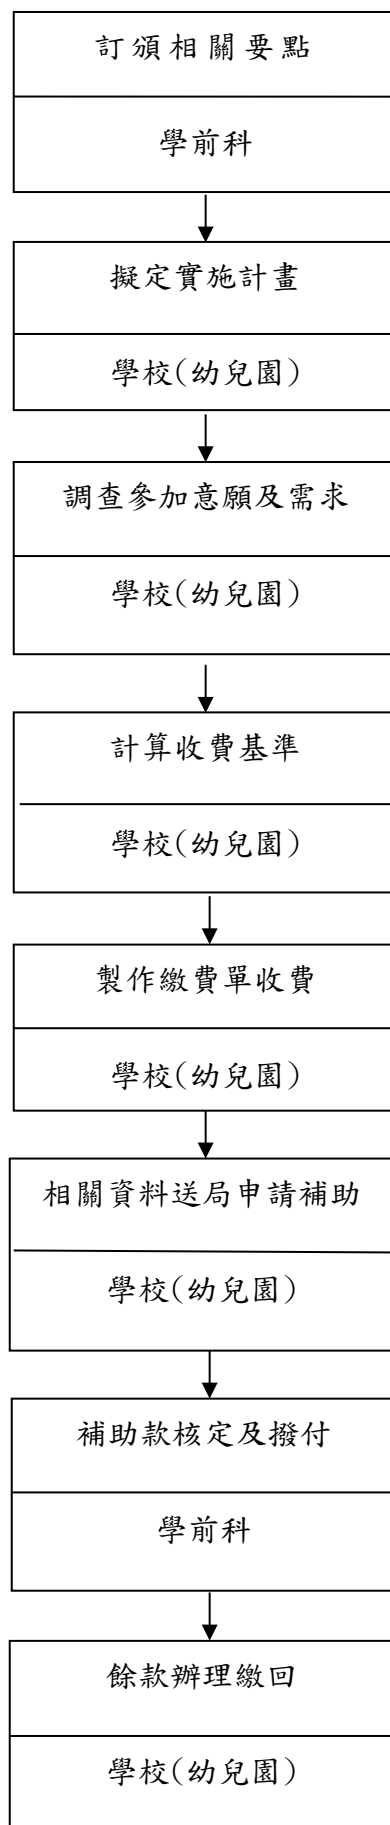 訂頒相關要點
學前科
擬定實施計畫
學校(幼兒園)
調查參加意願及需求
學校(幼兒園)
計算收費基準
學校(幼兒園)
製作繳費單收費
學校(幼兒園)
相關資料送局申請補助
學校(幼兒園)
補助款核定及撥付
學前科
餘款辦理繳回
學校(幼兒園)